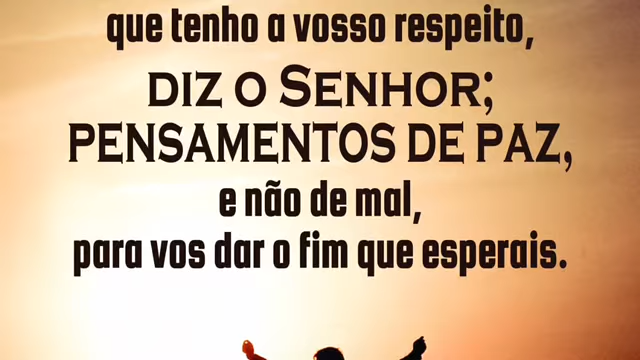 que tenho a vosso respeito,
DIZ O SENHOR;
PENSAMENTOS DE PAZ,
e não de mal,
para vos dar o fim que esperais.